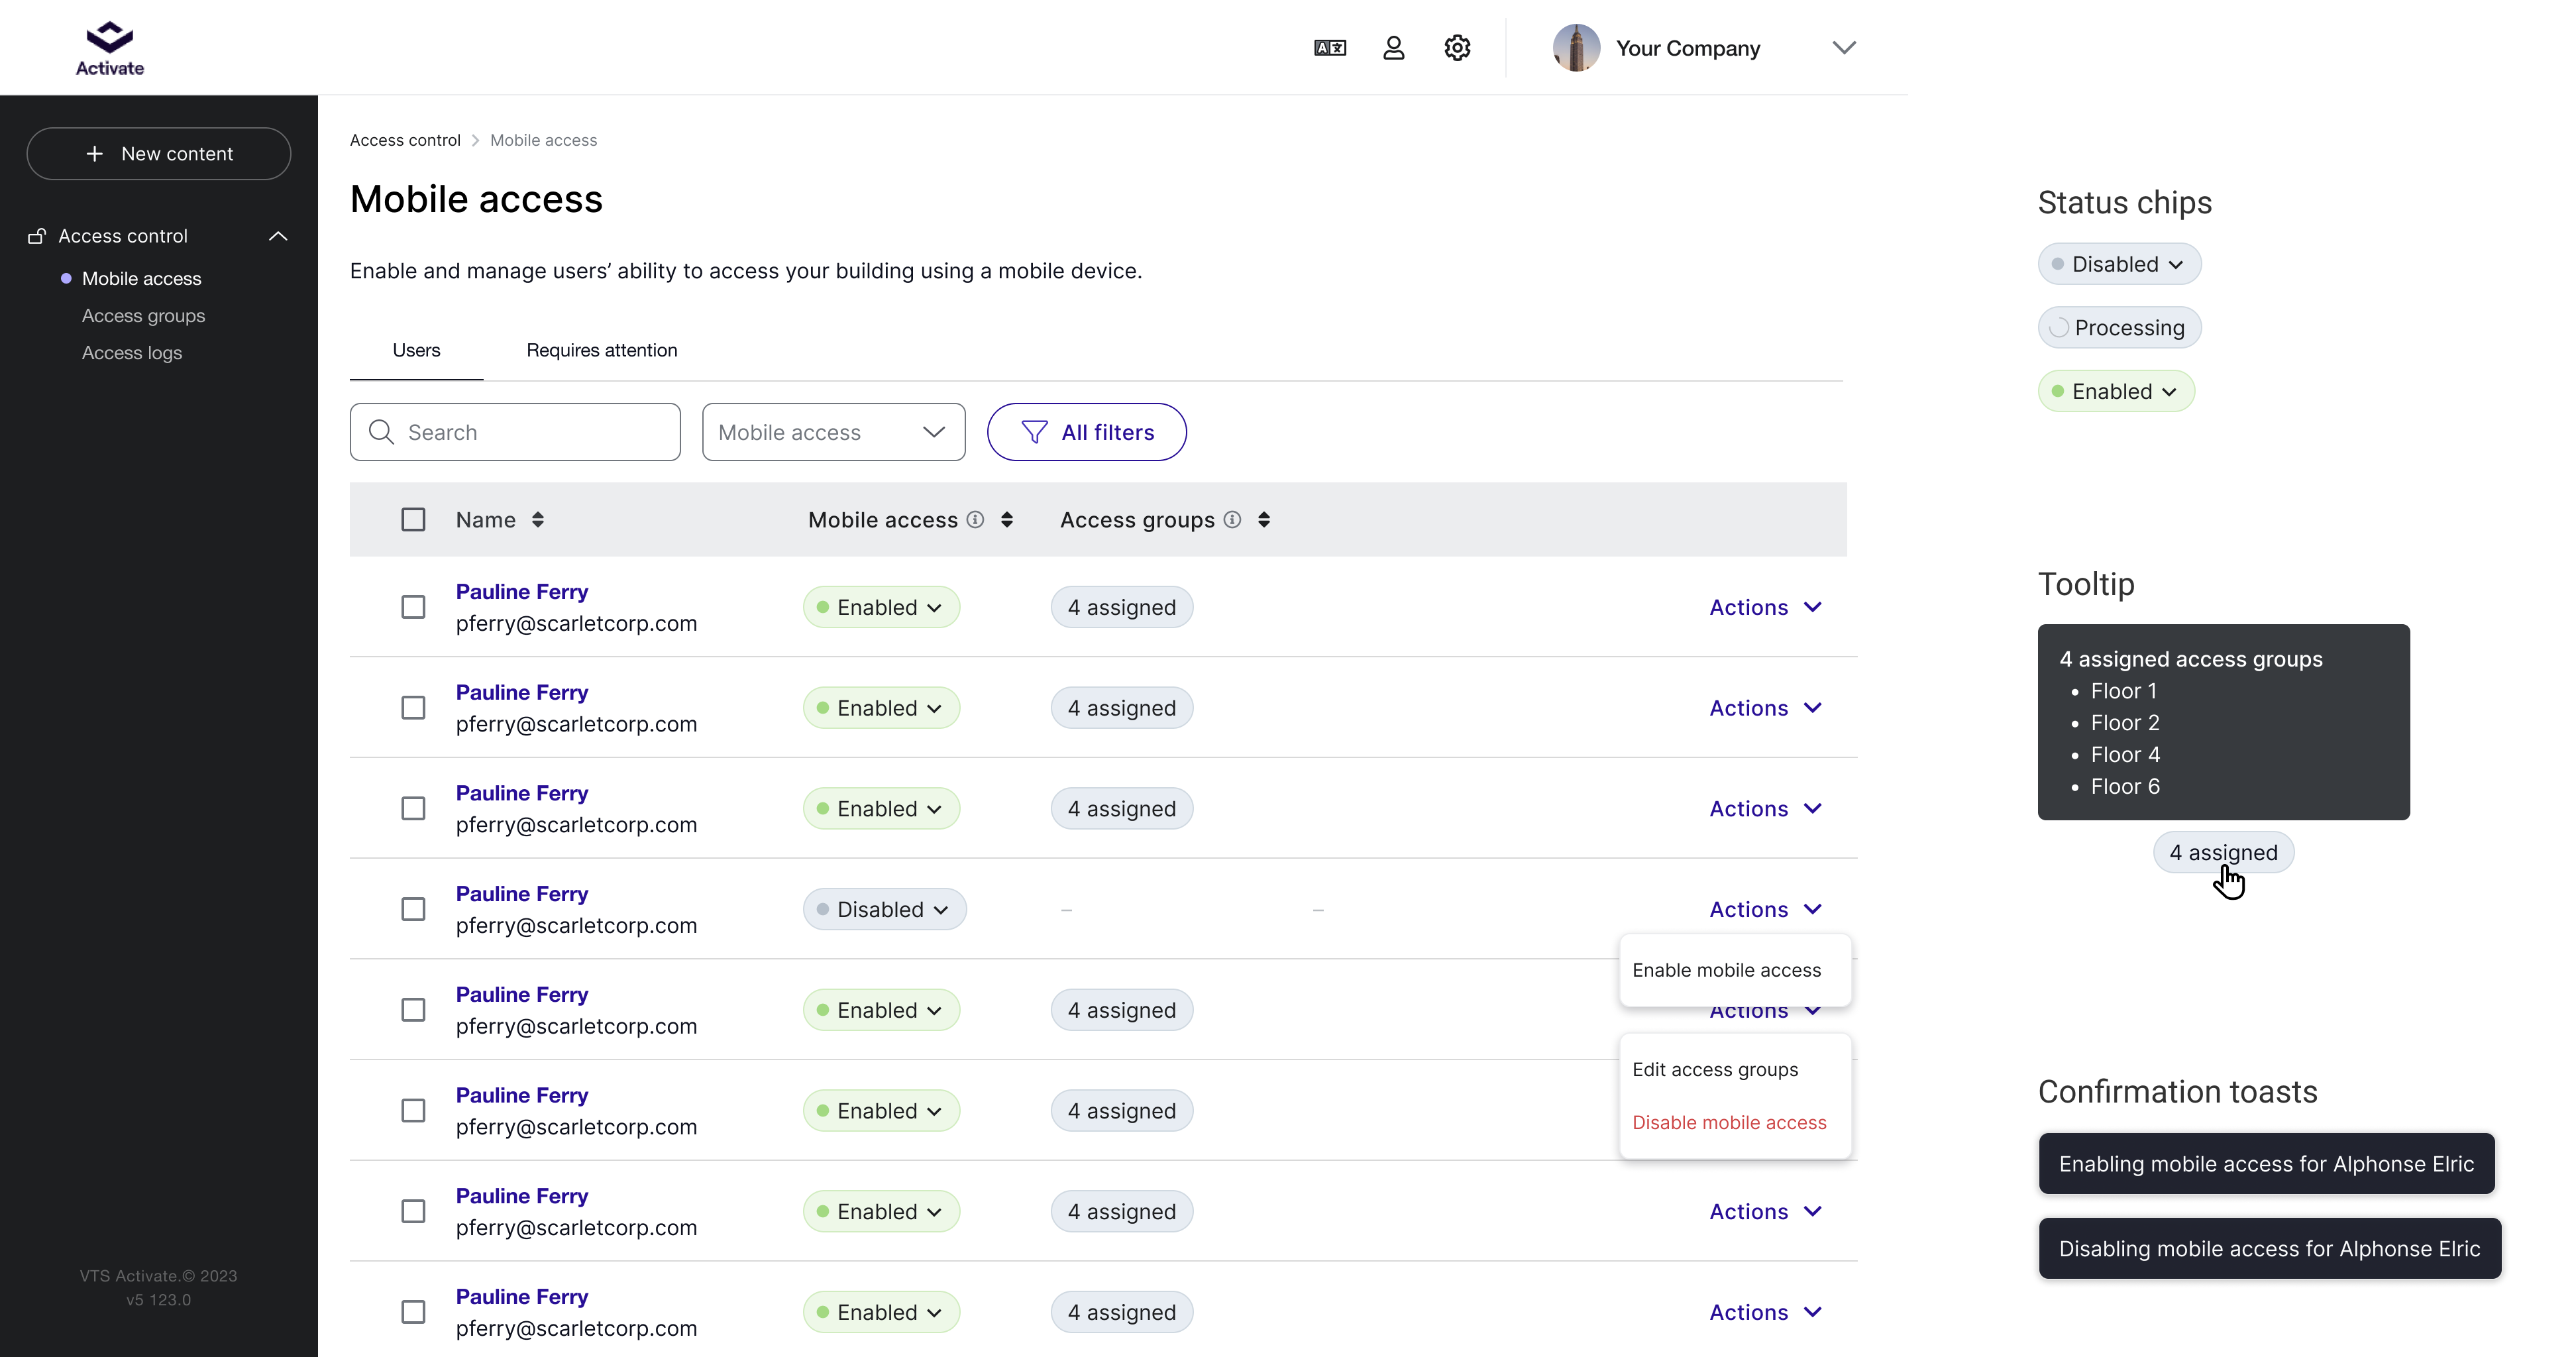 Activate
Your Company
New content
Access control
Mobile access
Access groups
Access logs
VTS Activate.© 2023
v5 123.0
Access control > Mobile access
Mobile access
Enable and manage users’ ability to access your building using a mobile device.
Users Requires attention
Search Mobile access All filters
Name Mobile access Access groups
Pauline Ferry
pferry@scarletcorp.com
Enabled 4 assigned Actions
Pauline Ferry
pferry@scarletcorp.com
Enabled 4 assigned Actions
Pauline Ferry
pferry@scarletcorp.com
Enabled 4 assigned Actions
Pauline Ferry
pferry@scarletcorp.com
Disabled – – Actions
Enable mobile access
Pauline Ferry
pferry@scarletcorp.com
Enabled 4 assigned Actions
Edit access groups
Disable mobile access
Pauline Ferry
pferry@scarletcorp.com
Enabled 4 assigned
Pauline Ferry
pferry@scarletcorp.com
Enabled 4 assigned Actions
Pauline Ferry
pferry@scarletcorp.com
Enabled 4 assigned Actions
Status chips
Disabled
Processing
Enabled
Tooltip
4 assigned access groups
• Floor 1
• Floor 2
• Floor 4
• Floor 6
4 assigned
Confirmation toasts
Enabling mobile access for Alphonse Elric
Disabling mobile access for Alphonse Elric